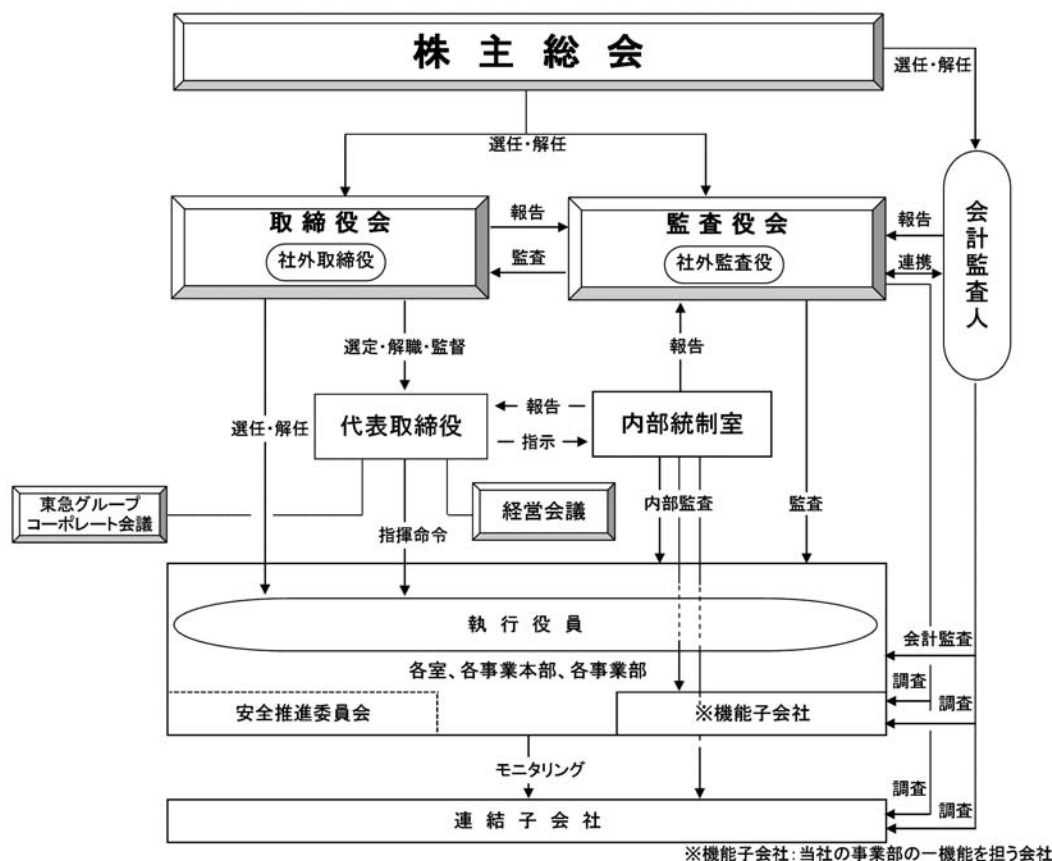 株主総会
選任・解任
選任・解任
取締役会
社外取締役
報告
監査
監査役会
社外監査役
報告
連携
会計監査人
選定・解職・監督
報告
選任・解任
代表取締役
報告
指示
内部統制室
東急グループ
コーポレート会議
経営会議
指揮命令
内部監査
監査
執行役員
会計監査
各室、各事業本部、各事業部
調査
安全推進委員会
※機能子会社
調査
モニタリング
調査
連結子会社
調査
※機能子会社：当社の事業部の一機能を担う会社